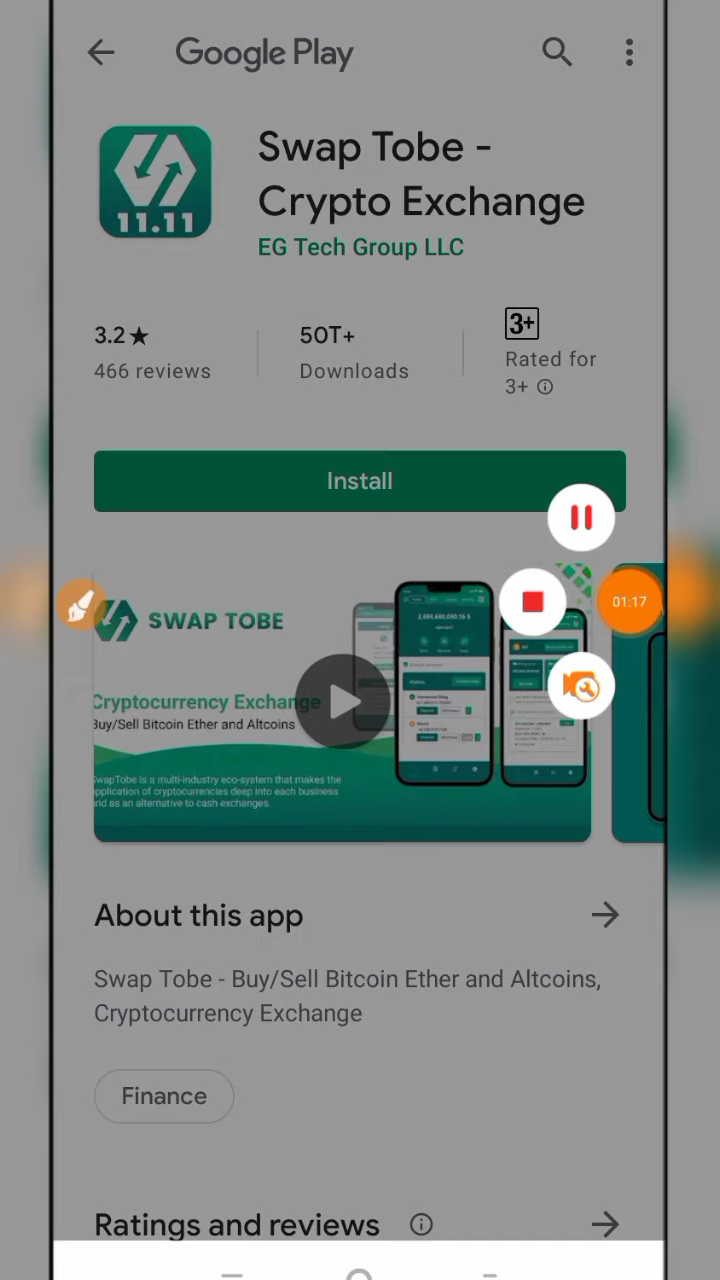 Google Play
Swap Tobe -
Crypto Exchange
EG Tech Group LLC
11.11
3.2★
466 reviews
50T+
Downloads
3+
Rated for
3+
Install
01:17
SWAP TOBE
Cryptocurrency Exchange
Buy/Sell Bitcoin Ether and Altcoins
SwapTobe is a multi-industry eco-system that makes the
application of cryptocurrencies deep into each business
and as an alternative to cash exchanges.
About this app
Swap Tobe - Buy/Sell Bitcoin Ether and Altcoins,
Cryptocurrency Exchange
Finance
Ratings and reviews